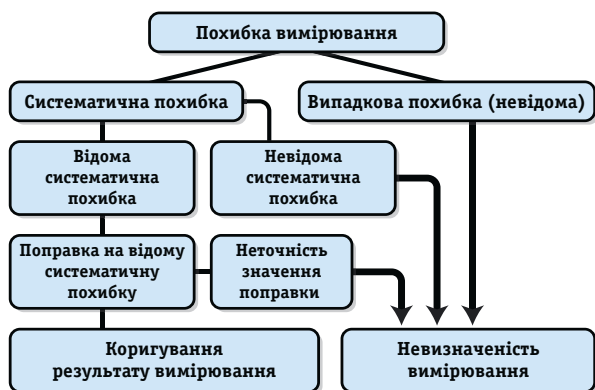 Похибка вимірювання
Систематична похибка
Випадкова похибка (невідома)
Відома
систематична
похибка
Невідома
систематична
похибка
Поправка на відому
систематичну
похибку
Неточність
значення
поправки
Коригування
результату вимірювання
Невизначеність
вимірювання